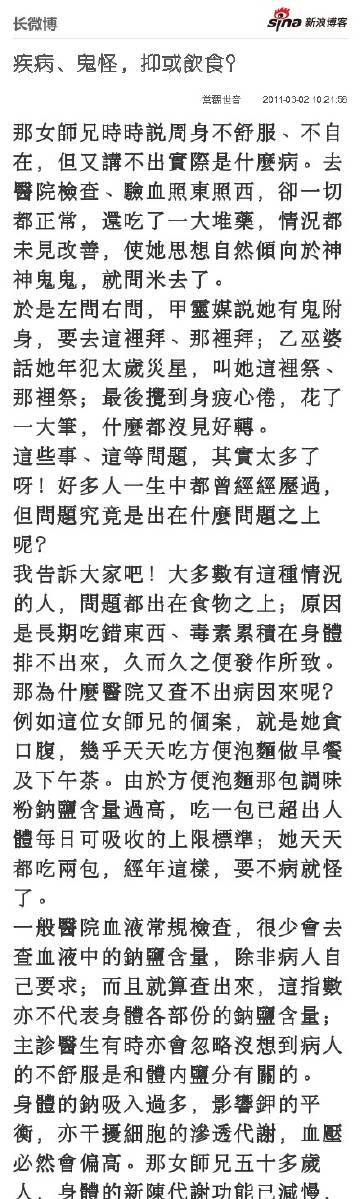 长微博
sina 新浪博客
疾病、鬼怪，抑或飲食？
2011-03-02 10:21:56
那女師兄時時説周身不舒服、不自
在，但又講不出實際是什麼病。去
醫院檢查、驗血照東照西，卻一切
都正常，還吃了一大堆藥，情況都
未見改善，使她思想自然傾向於神
神鬼鬼，就問米去了。
於是左問右問，甲靈媒説她有鬼附
身，要去這裡拜、那裡拜；乙巫婆
話她年犯太歲災星，叫她這裡祭、
那裡祭；最後攪到身疲心倦，花了
一大筆，什麼都沒見好轉。
這些事、這等問題，其實太多了
呀！好多人一生中都曾經經歷過，
但問題究竟是出在什麼問題之上
呢？
我告訴大家吧！大多數有這種情況
的人，問題都出在食物之上；原因
是長期吃錯東西、毒素累積在身體
排不出來，久而久之便發作所致。
那為什麼醫院又查不出病因來呢？
例如這位女師兄的個案，就是她貪
口腹，幾乎天天吃方便泡麵做早餐
及下午茶。由於方便泡麵那包調味
粉鈉鹽含量過高，吃一包已超出人
體每日可吸收的上限標準；她天天
都吃兩包，經年這樣，要不病就怪
了。
一般醫院血液常規檢查，很少會去
查血液中的鈉鹽含量，除非病人自
己要求；而且就算查出來，這指數
亦不代表身體各部份的鈉鹽含量；
主診醫生有時亦會忽略沒想到病人
的不舒服是和體內鹽分有關的。
身體的鈉吸入過多，影響鉀的平
衡，亦干擾細胞的滲透代謝，血壓
必然會偏高。那女師兄五十多歲
人，身體的新陳代謝功能已減慢，